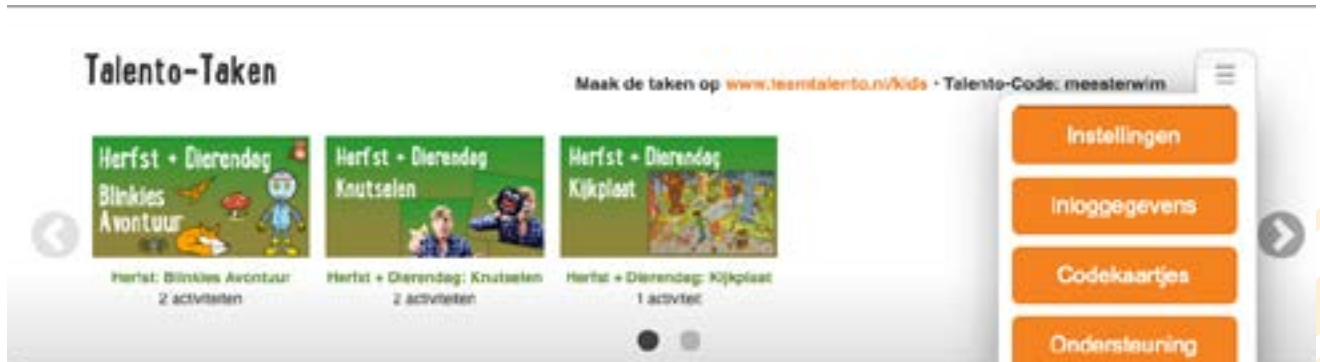 Talento-Taken
Maak de taken op www.teamtalento.nl/kids - Talento-Code: meesterwim
Herfst + Dierendag
Blinkies
Avontuur
Herfst + Dierendag
Knutselen
Herfst + Dierendag
Kijkplaat
Herfst: Blinkies Avontuur
2 activiteiten
Herfst + Dierendag: Knutselen
2 activiteiten
Herfst + Dierendag: Kijkplaat
1 activiteit
Instellingen
Inloggegevens
Codekaartjes
Ondersteuning